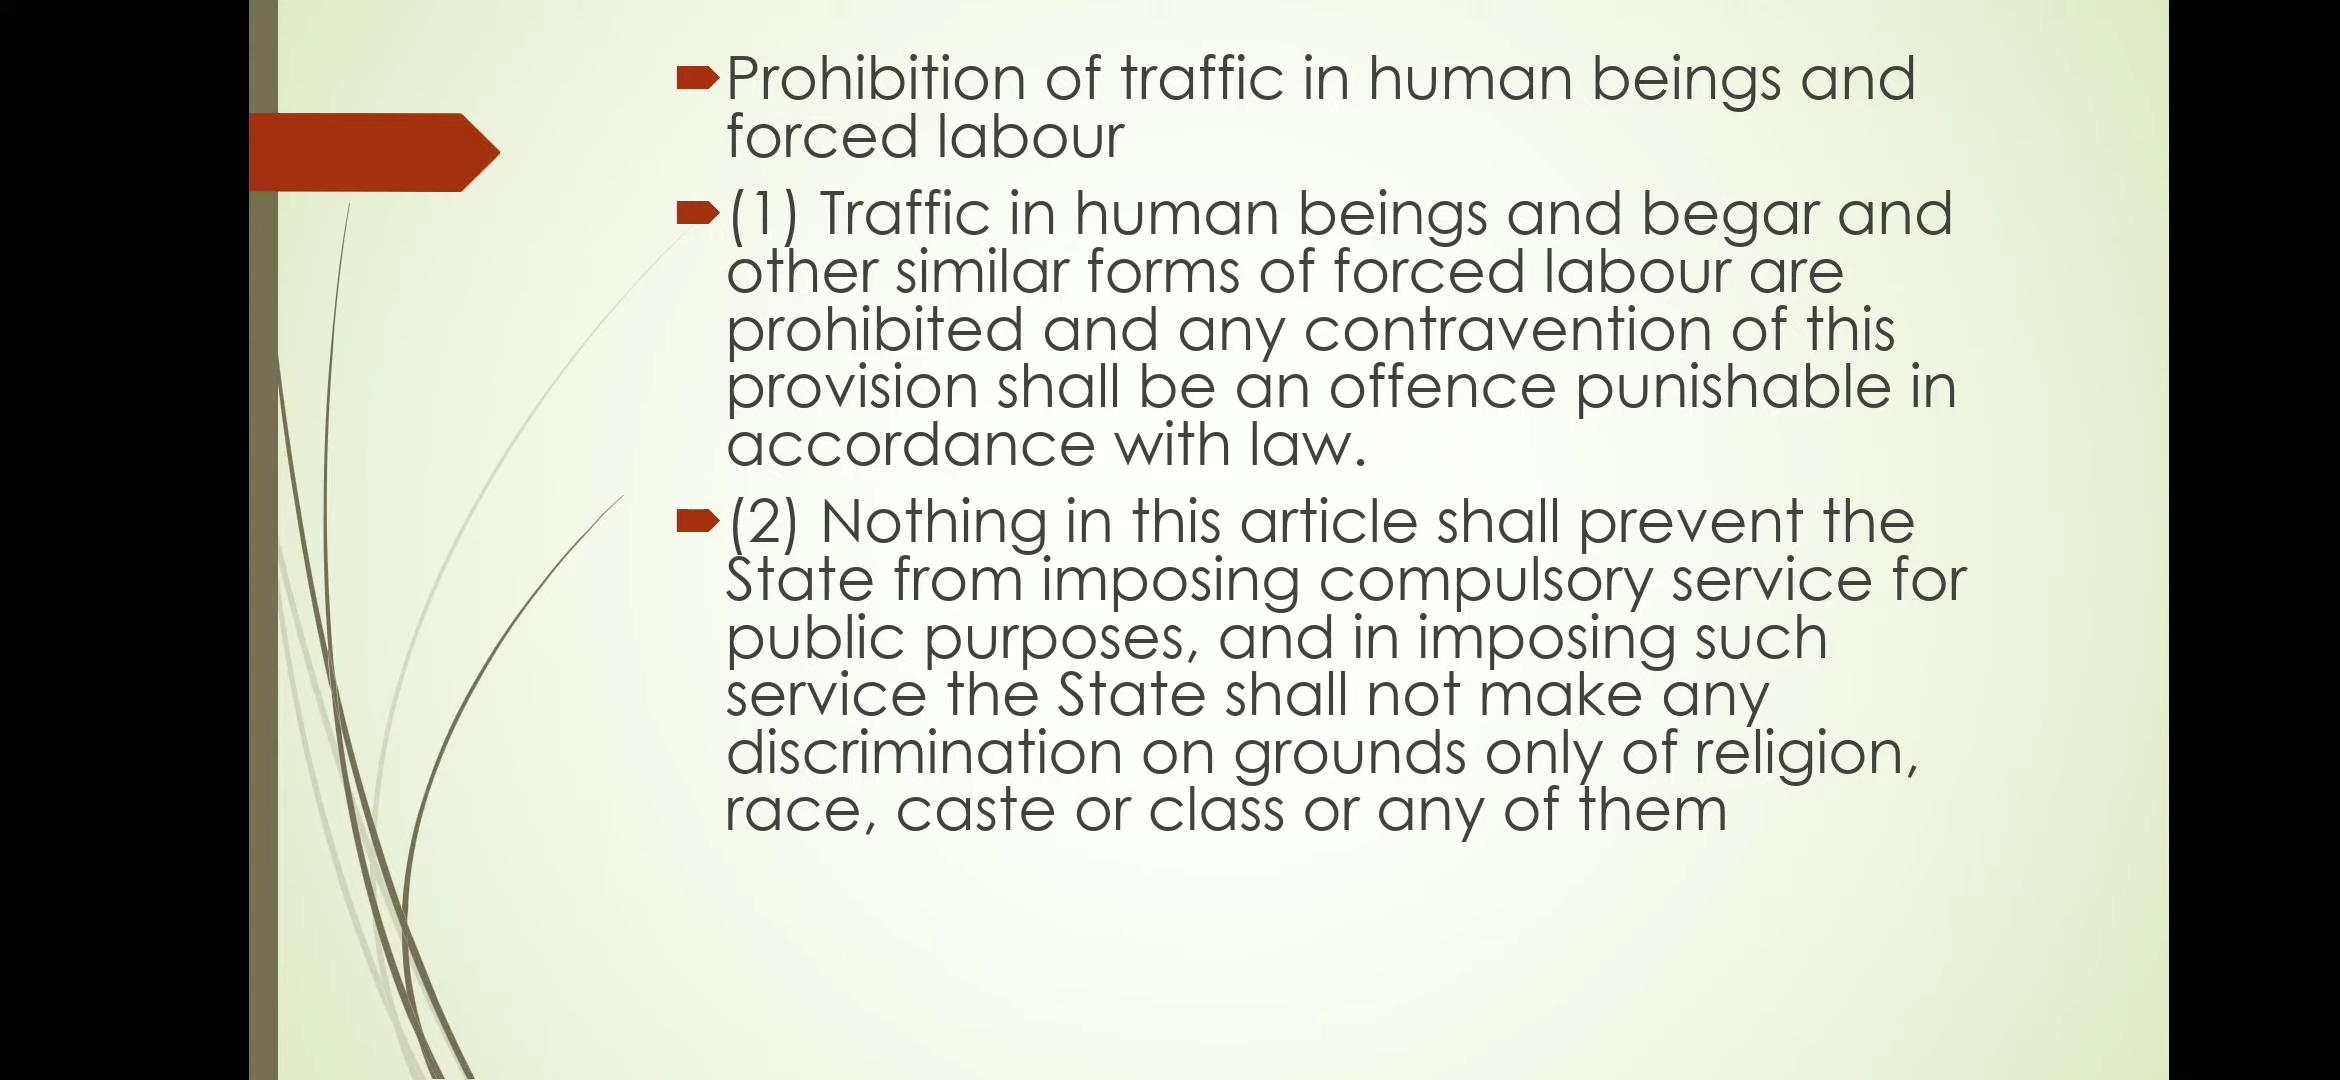 Prohibition of traffic in human beings and
forced labour
(1) Traffic in human beings and begar and
other similar forms of forced labour are
prohibited and any contravention of this
provision shall be an offence punishable in
accordance with law.
(2) Nothing in this article shall prevent the
State from imposing compulsory service for
public purposes, and in imposing such
service the State shall not make any
discrimination on grounds only of religion,
race, caste or class or any of them